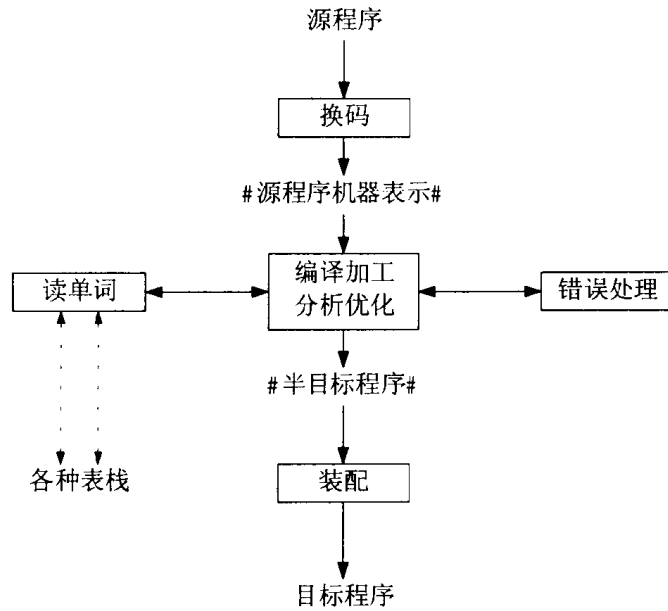 源程序
换码
#源程序机器表示#
读单词
编译加工
分析优化
错误处理
#半目标程序#
各种表栈
装配
目标程序